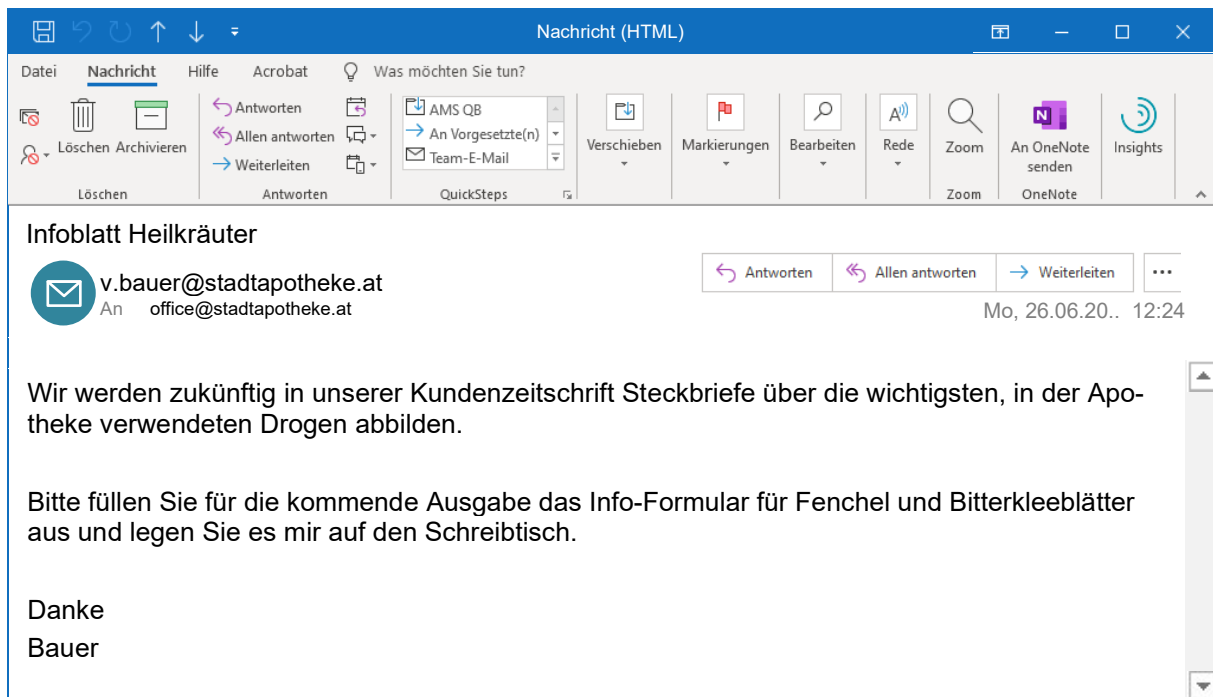 Nachricht (HTML)
Datei Nachricht Hilfe Acrobat Was möchten Sie tun?
Löschen Archivieren
Löschen
Antworten
Allen antworten
Weiterleiten
Antworten
AMS QB
An Vorgesetzte(n)
Team-E-Mail
QuickSteps
Verschieben
Markierungen
Bearbeiten
Rede
Zoom
Zoom
An OneNote
senden
OneNote
Insights
Infoblatt Heilkräuter
v.bauer@stadtapotheke.at
An office@stadtapotheke.at
Antworten Allen antworten Weiterleiten
Mo, 26.06.20.. 12:24
Wir werden zukünftig in unserer Kundenzeitschrift Steckbriefe über die wichtigsten, in der Apo-
theke verwendeten Drogen abbilden.
Bitte füllen Sie für die kommende Ausgabe das Info-Formular für Fenchel und Bitterkleeblätter
aus und legen Sie es mir auf den Schreibtisch.
Danke
Bauer